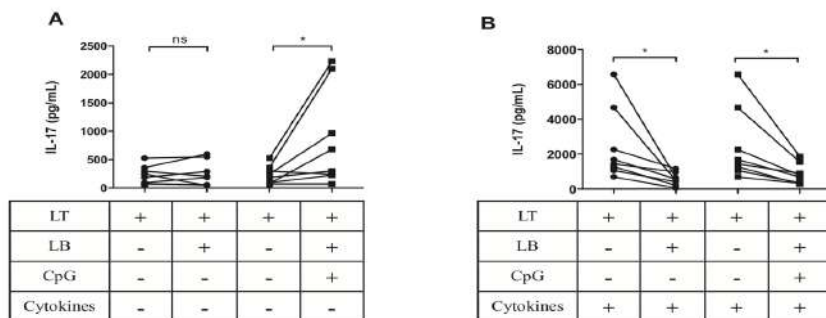 A
IL-17 (pg/mL)
2500
2000
1500
1000
500
0
ns
*
LT + + + +
LB - + - +
CpG - - - +
Cytokines - - - -
B
IL-17 (pg/mL)
8000
6000
4000
2000
0
*
*
LT + + + +
LB - + - +
CpG - - - +
Cytokines + + + +